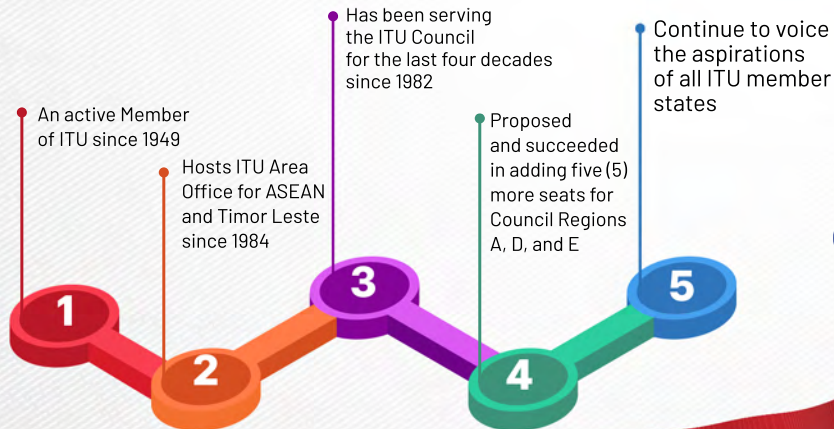 An active Member
of ITU since 1949
Hosts ITU Area
Office for ASEAN
and Timor Leste
since 1984
Has been serving
the ITU Council
for the last four decades
since 1982
Proposed
and succeeded
in adding five (5)
more seats for
Council Regions
A, D, and E
Continue to voice
the aspirations
of all ITU member
states
1
2
3
4
5